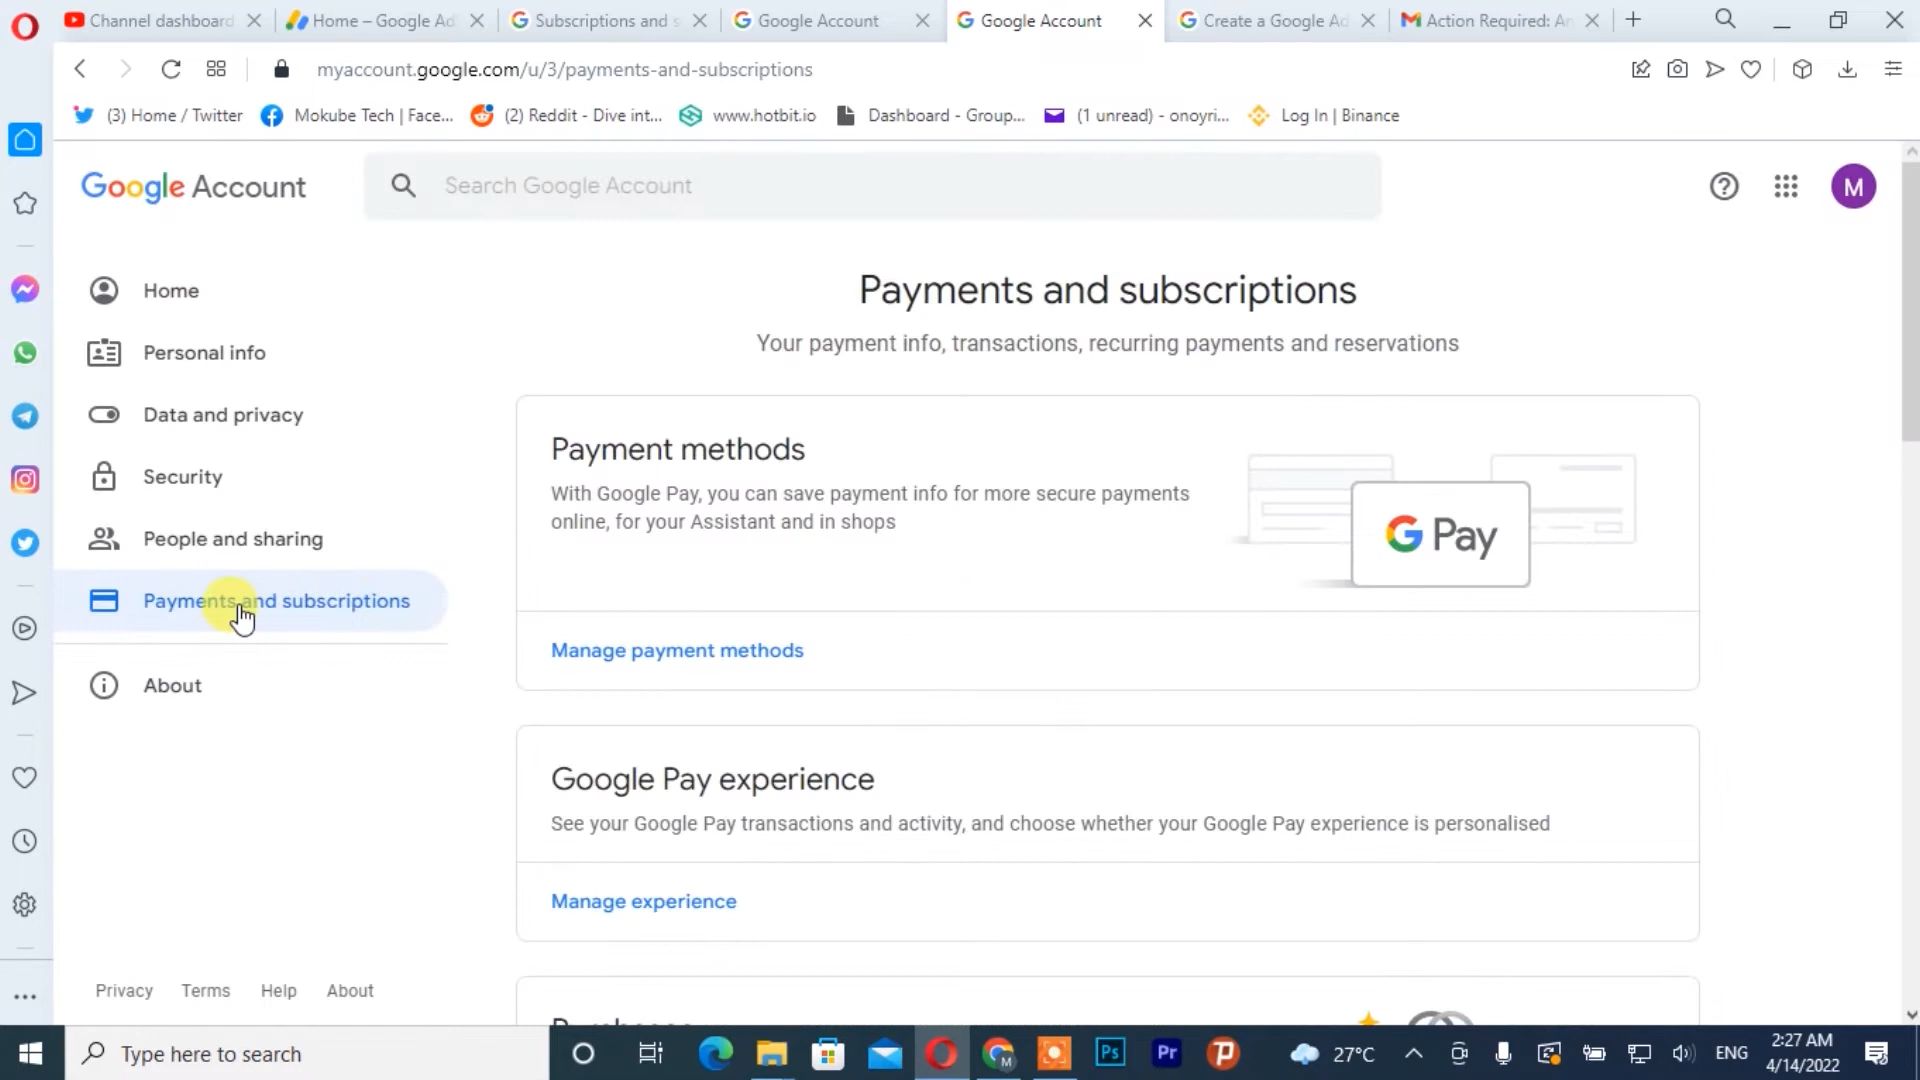 Channel dashboard
Home – Google Ad
Subscriptions and s
Google Account
Google Account
Create a Google Ad
Action Required: An
myaccount.google.com/u/3/payments-and-subscriptions
(3) Home / Twitter
Mokube Tech | Face...
(2) Reddit - Dive int...
www.hotbit.io
Dashboard - Group...
(1 unread) - onoyri...
Log In | Binance
Google Account
Search Google Account
M
Home
Personal info
Data and privacy
Security
People and sharing
Payments and subscriptions
About
Payments and subscriptions
Your payment info, transactions, recurring payments and reservations
Payment methods
With Google Pay, you can save payment info for more secure payments
online, for your Assistant and in shops
G Pay
Manage payment methods
Google Pay experience
See your Google Pay transactions and activity, and choose whether your Google Pay experience is personalised
Manage experience
Privacy
Terms
Help
About
Type here to search
M
Ps
Pr
27°C
ENG
2:27 AM
4/14/2022